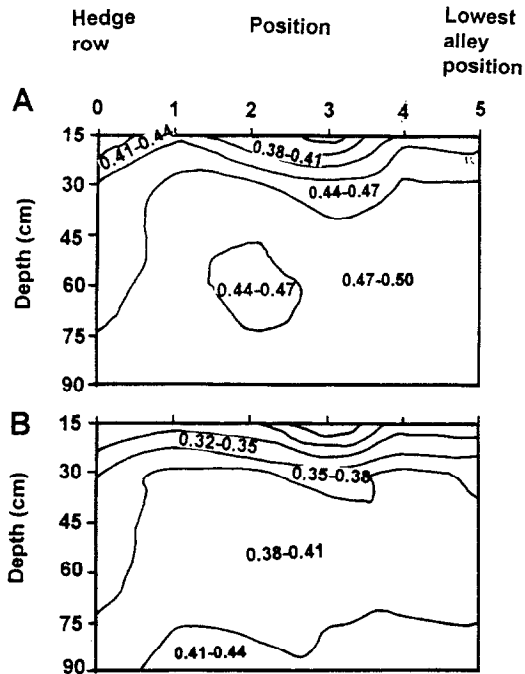 Hedge row
Position
Lowest alley position
A
0 1 2 3 4 5
15
30
45
60
75
90
Depth (cm)
0.41-0.44
0.38-0.41
0.44-0.47
0.44-0.47
0.47-0.50
B
15
30
45
60
75
90
Depth (cm)
0.32-0.35
0.35-0.38
0.38-0.41
0.41-0.44